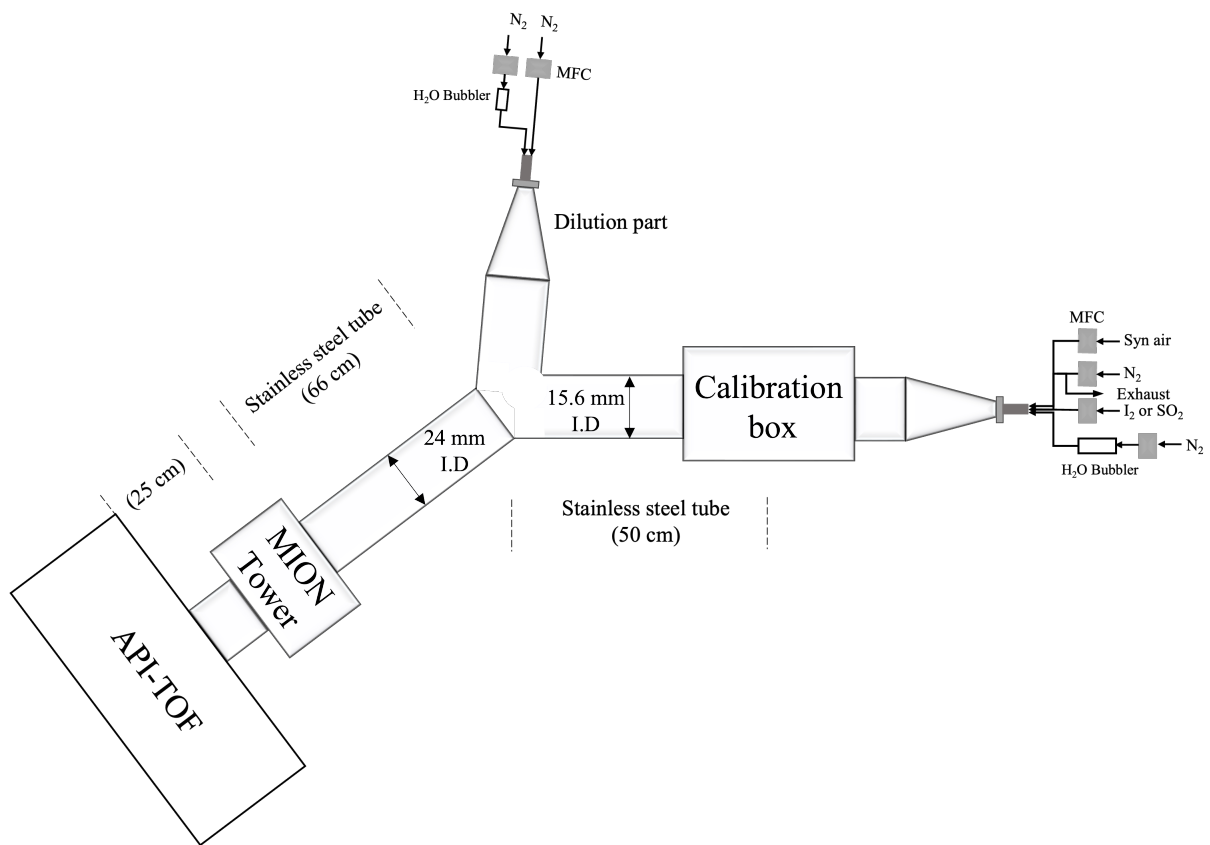 N₂ N₂
MFC
H₂O Bubbler
Dilution part
Stainless steel tube
(66 cm)
(25 cm)
24 mm
I.D
15.6 mm
I.D
Calibration
box
Stainless steel tube
(50 cm)
MFC
Syn air
N₂
Exhaust
I₂ or SO₂
N₂
H₂O Bubbler
MION
Tower
API-TOF